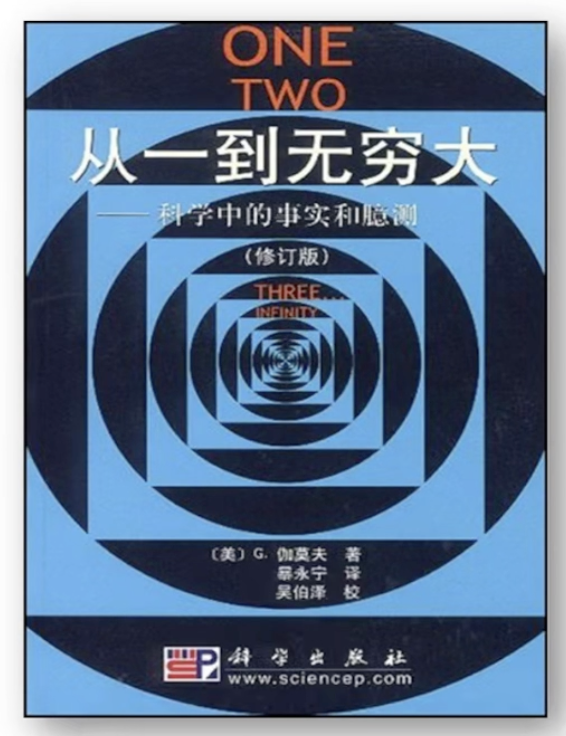 ONE
TWO
从一到无穷大
——科学中的事实和臆测
(修订版)
THREE...
INFINITY
〔美〕G. 伽莫夫 著
暴永宁 译
吴伯泽 校
SP 科学出版社
www.sciencep.com